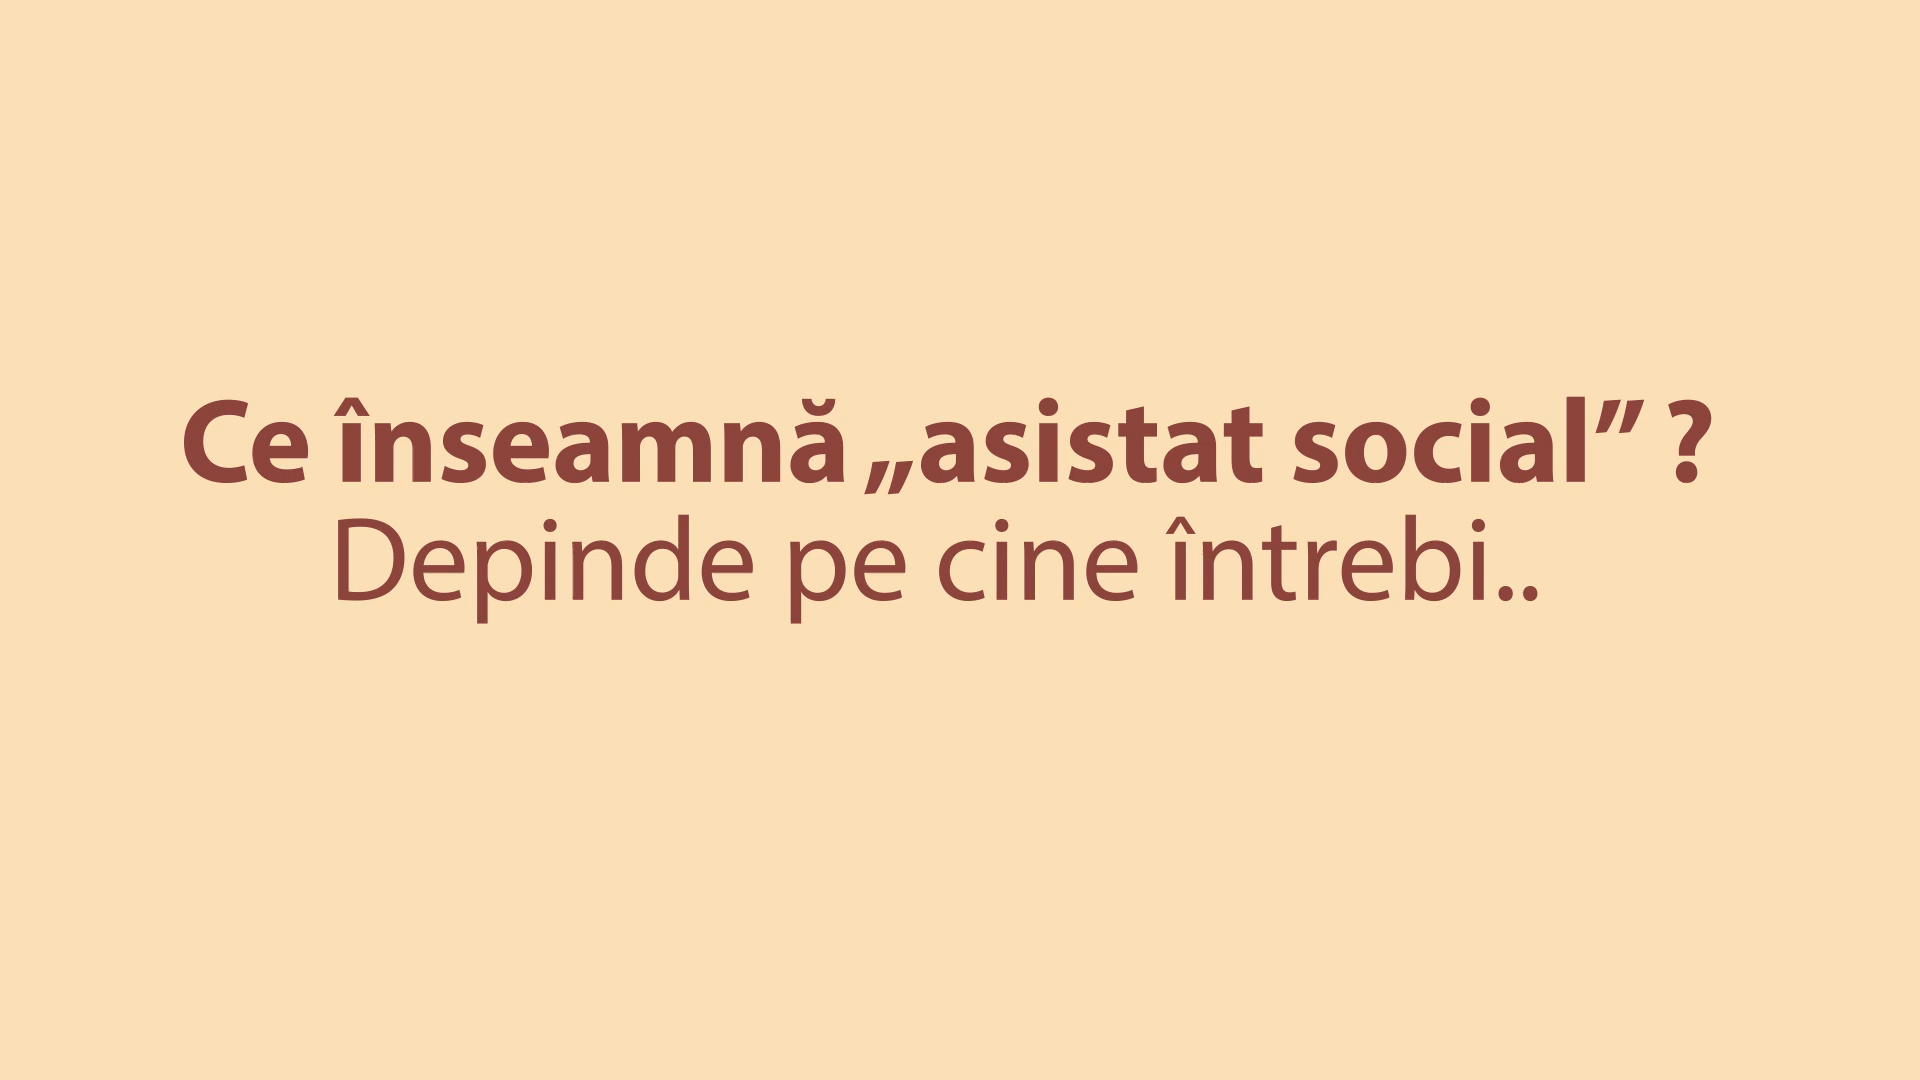 Ce înseamnă „asistat social” ?
Depinde pe cine întrebi..